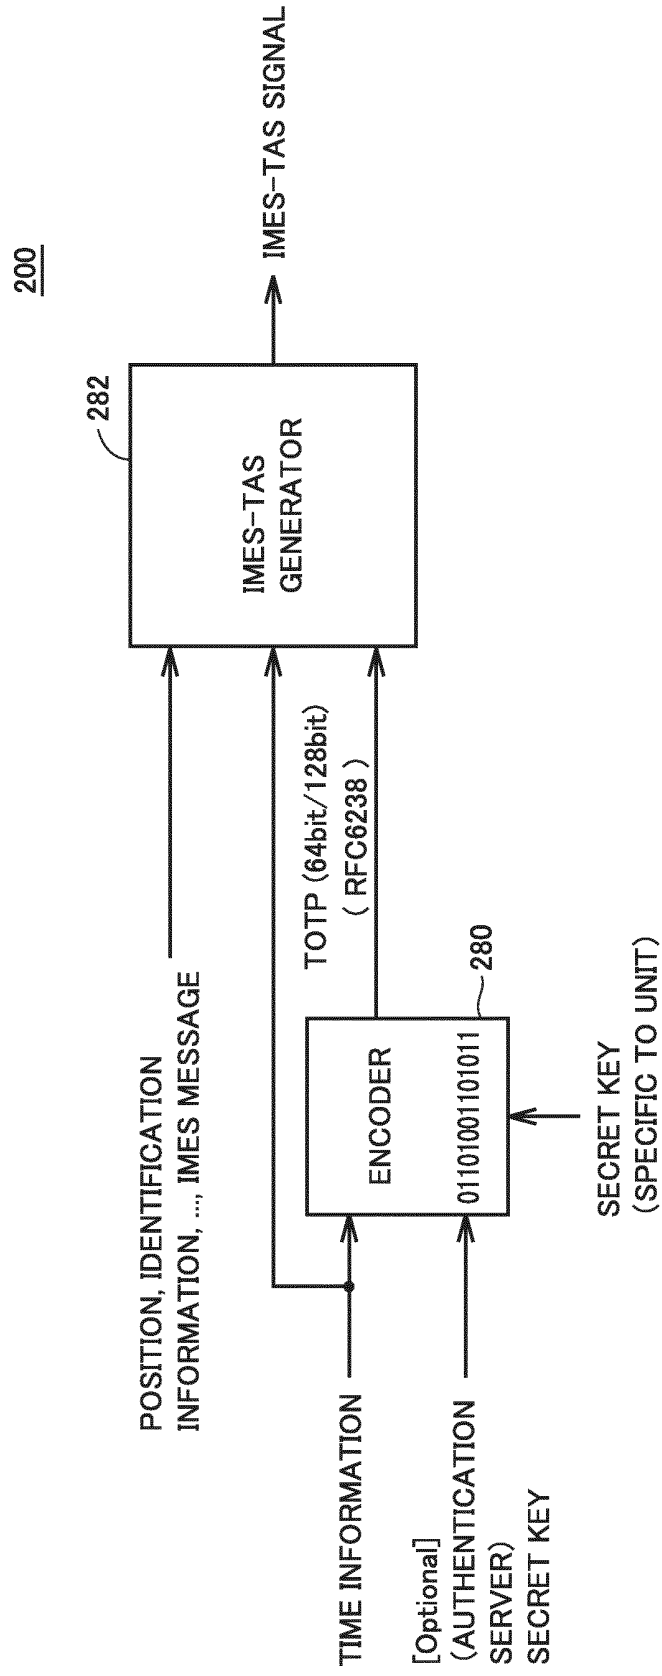 200
POSITION, IDENTIFICATION
INFORMATION, ..., IMES MESSAGE
282
IMES-TAS
GENERATOR
IMES-TAS SIGNAL
TIME INFORMATION
TOTP (64bit/128bit)
( RFC6238 )
ENCODER
01101001101011
280
[Optional]
(AUTHENTICATION
SERVER)
SECRET KEY
SECRET KEY
(SPECIFIC TO UNIT)